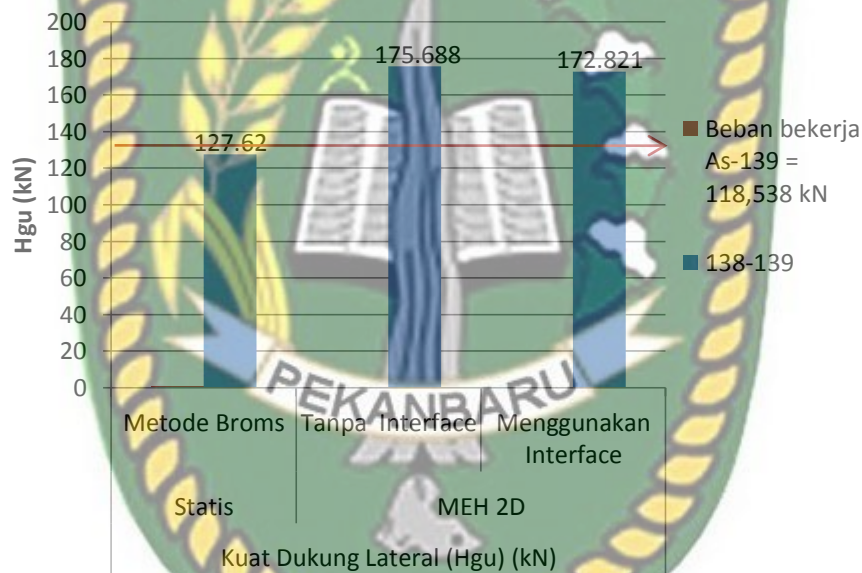 200
180
160
140
120
100
80
60
40
20
0
Hgu (kN)
127.62
175.688
172.821
Beban bekerja
As-139 =
118,538 kN
138-139
PEKANBARU
Metode Broms
Tanpa Interface
Menggunakan
Interface
Statis
MEH 2D
Kuat Dukung Lateral (Hgu) (kN)